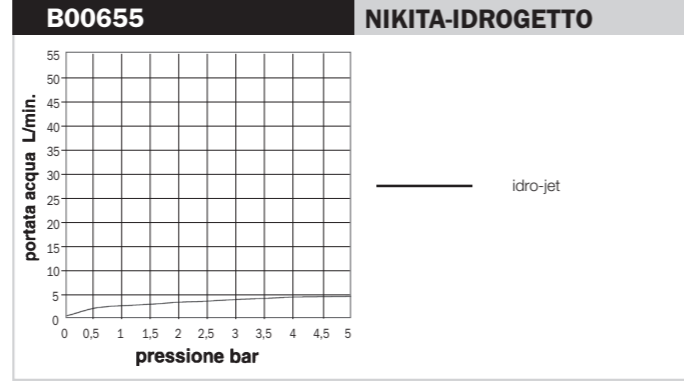 B00655
NIKITA-IDROGETTO
portata acqua L/min.
55
50
45
40
35
30
25
20
15
10
5
0
0 0,5 1 1,5 2 2,5 3 3,5 4 4,5 5
pressione bar
idro-jet